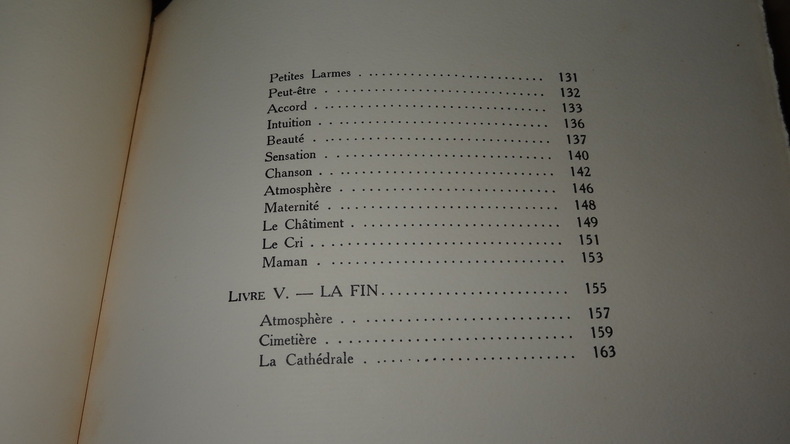 Petites Larmes . . . . . . . . . . . . . . . . . . . . . . . . . 131
Peut-être . . . . . . . . . . . . . . . . . . . . . . . . . . . . . 132
Accord . . . . . . . . . . . . . . . . . . . . . . . . . . . . . . 133
Intuition . . . . . . . . . . . . . . . . . . . . . . . . . . . . . 136
Beauté . . . . . . . . . . . . . . . . . . . . . . . . . . . . . . 137
Sensation . . . . . . . . . . . . . . . . . . . . . . . . . . . . . 140
Chanson . . . . . . . . . . . . . . . . . . . . . . . . . . . . . 142
Atmosphère . . . . . . . . . . . . . . . . . . . . . . . . . . . 146
Maternité . . . . . . . . . . . . . . . . . . . . . . . . . . . . 148
Le Châtiment . . . . . . . . . . . . . . . . . . . . . . . . . . 149
Le Cri . . . . . . . . . . . . . . . . . . . . . . . . . . . . . . 151
Maman . . . . . . . . . . . . . . . . . . . . . . . . . . . . . 153
LIVRE V. — LA FIN. . . . . . . . . . . . . . . . . . . . . . . 155
Atmosphère . . . . . . . . . . . . . . . . . . . . . . . . . . . 157
Cimetière . . . . . . . . . . . . . . . . . . . . . . . . . . . . 159
La Cathédrale . . . . . . . . . . . . . . . . . . . . . . . . . . 163